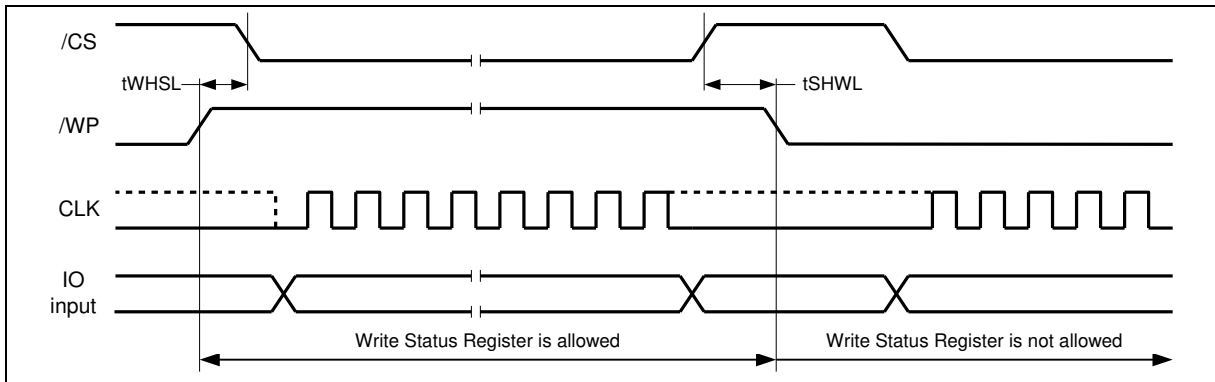 /CS
tWHSL
tSHWL
/WP
CLK
IO
input
Write Status Register is allowed
Write Status Register is not allowed